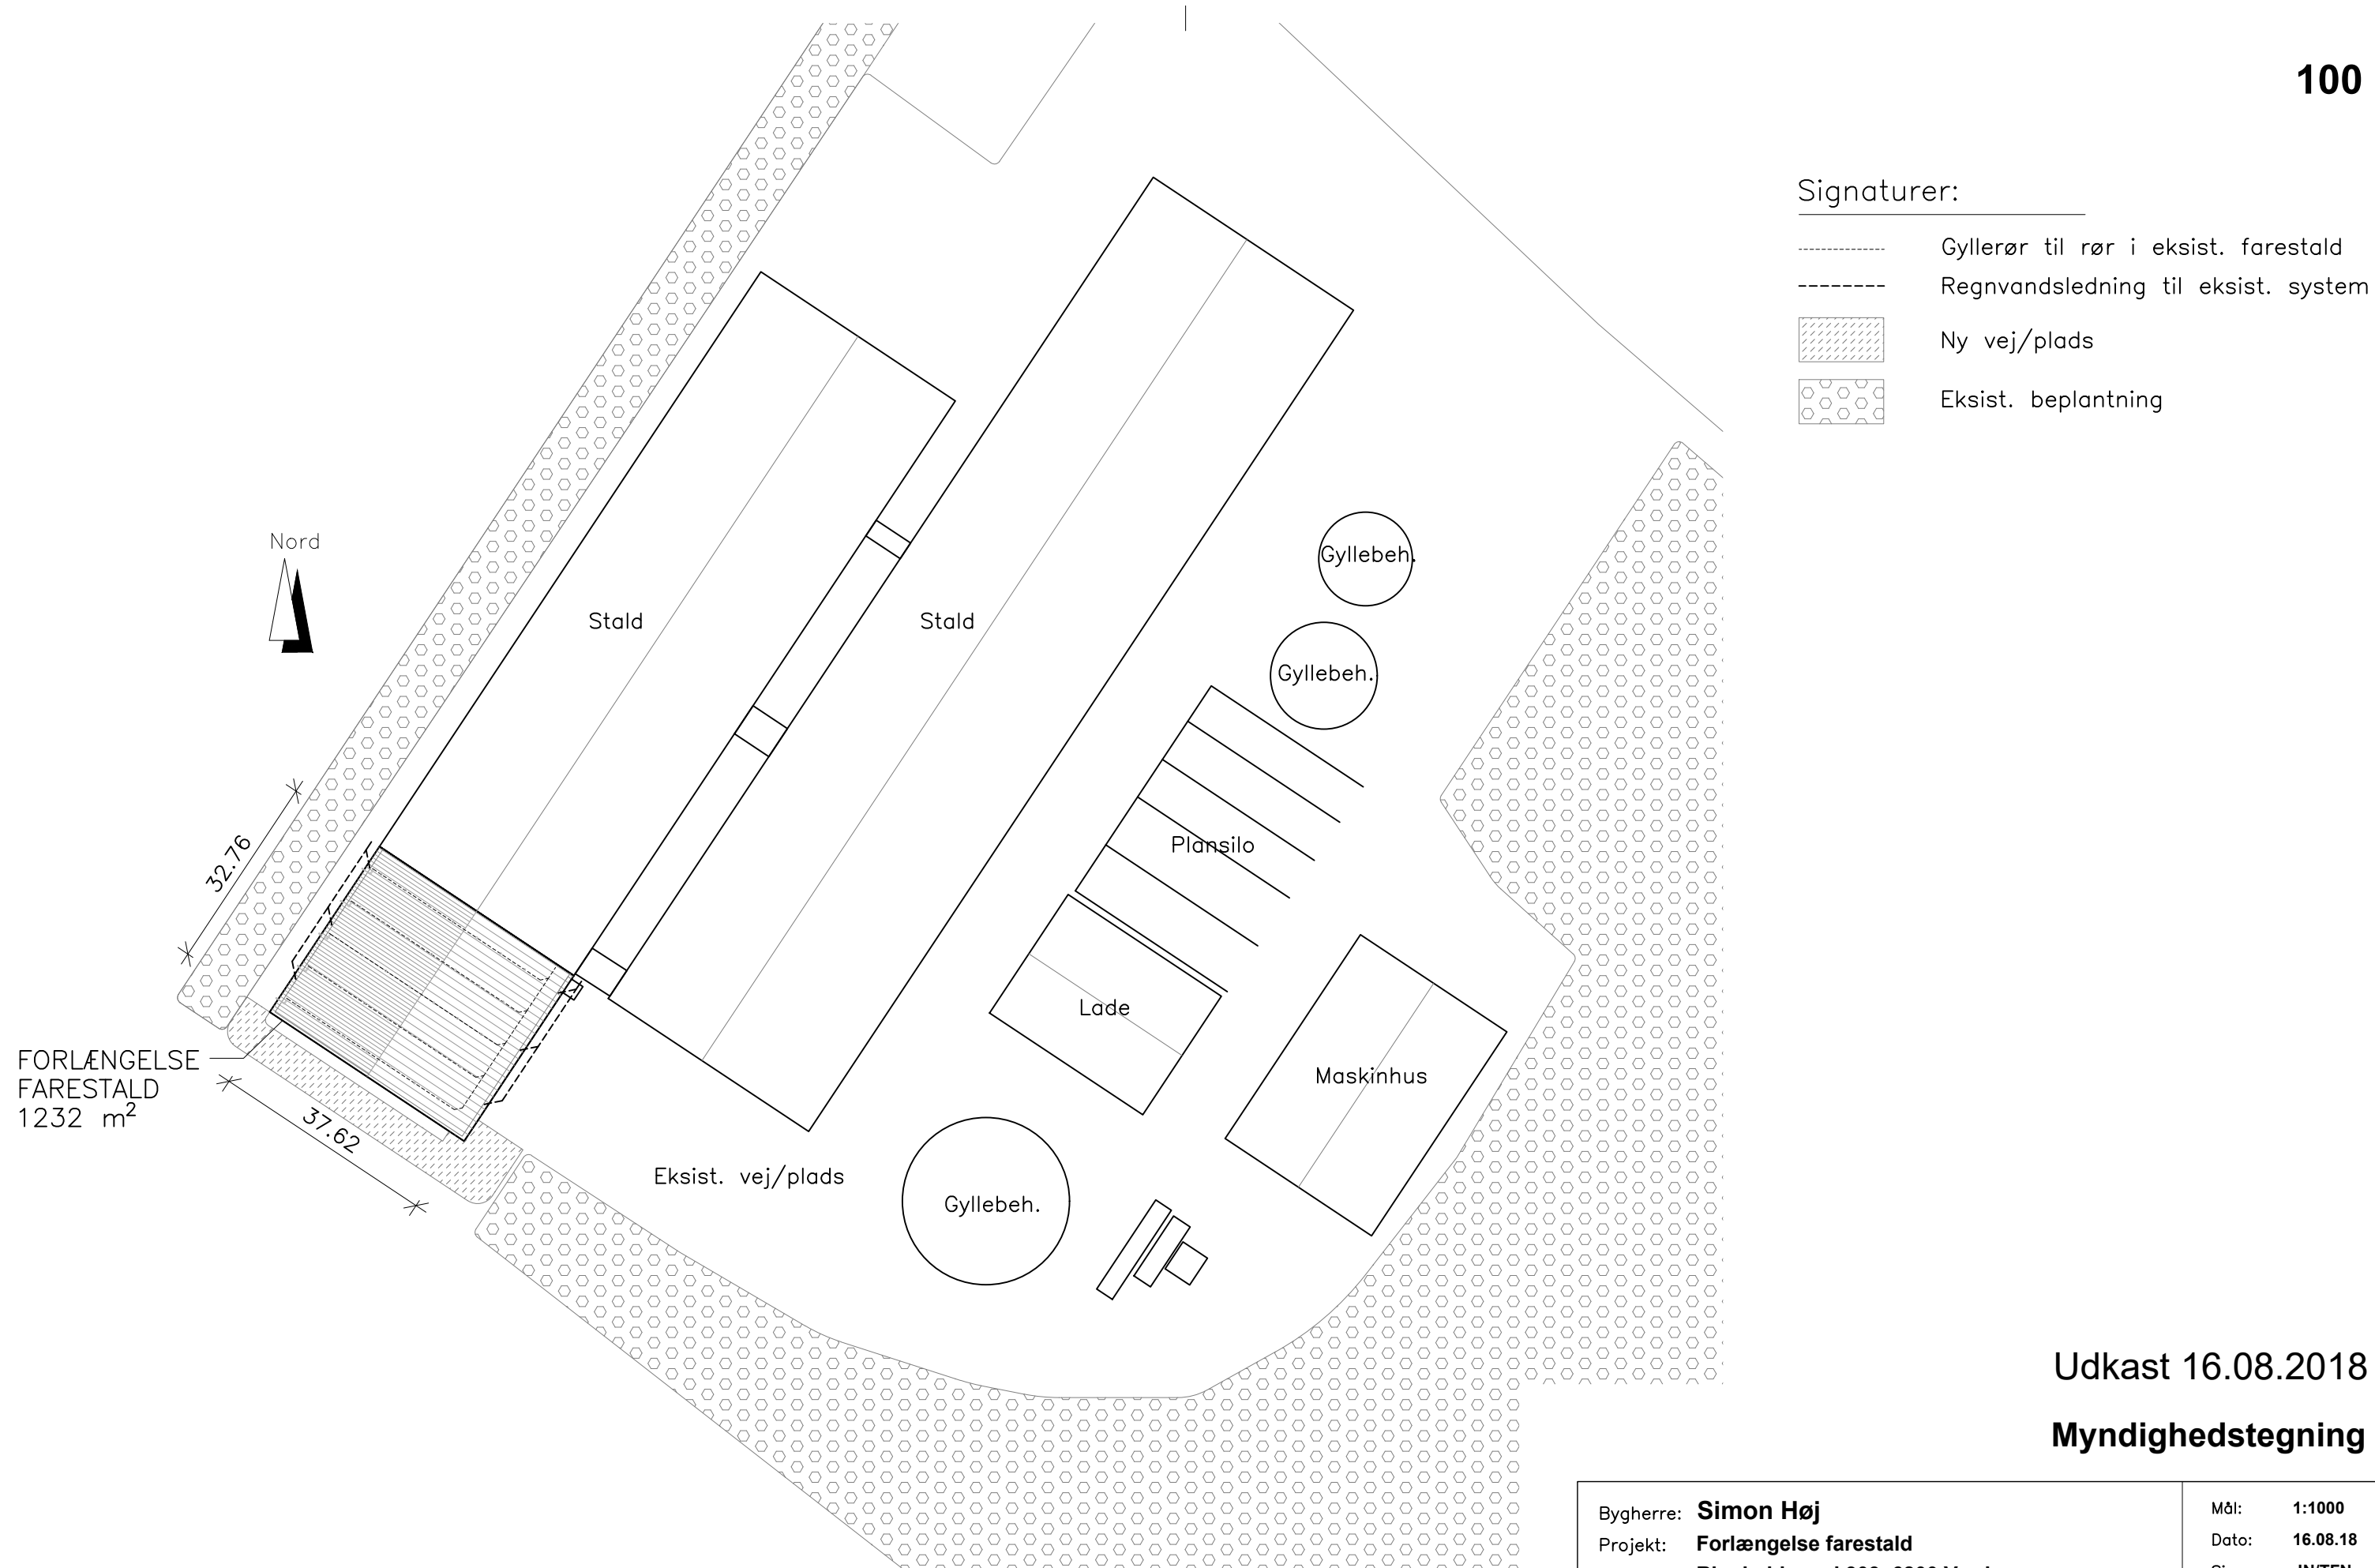 100
Signaturer:
Gyllerør til rør i eksist. farestald
Regnvandsledning til eksist. system
Ny vej/plads
Eksist. beplantning
Nord
Stald
Stald
Gyllebeh.
Gyllebeh.
Plansilo
Lade
Maskinhus
32.76
FORLÆNGELSE
FARESTALD
1232 m²
37.62
Eksist. vej/plads
Gyllebeh.
Udkast 16.08.2018
Myndighedstegning
Bygherre: Simon Høj
Mål: 1:1000
Projekt: Forlængelse farestald
Dato: 16.08.18